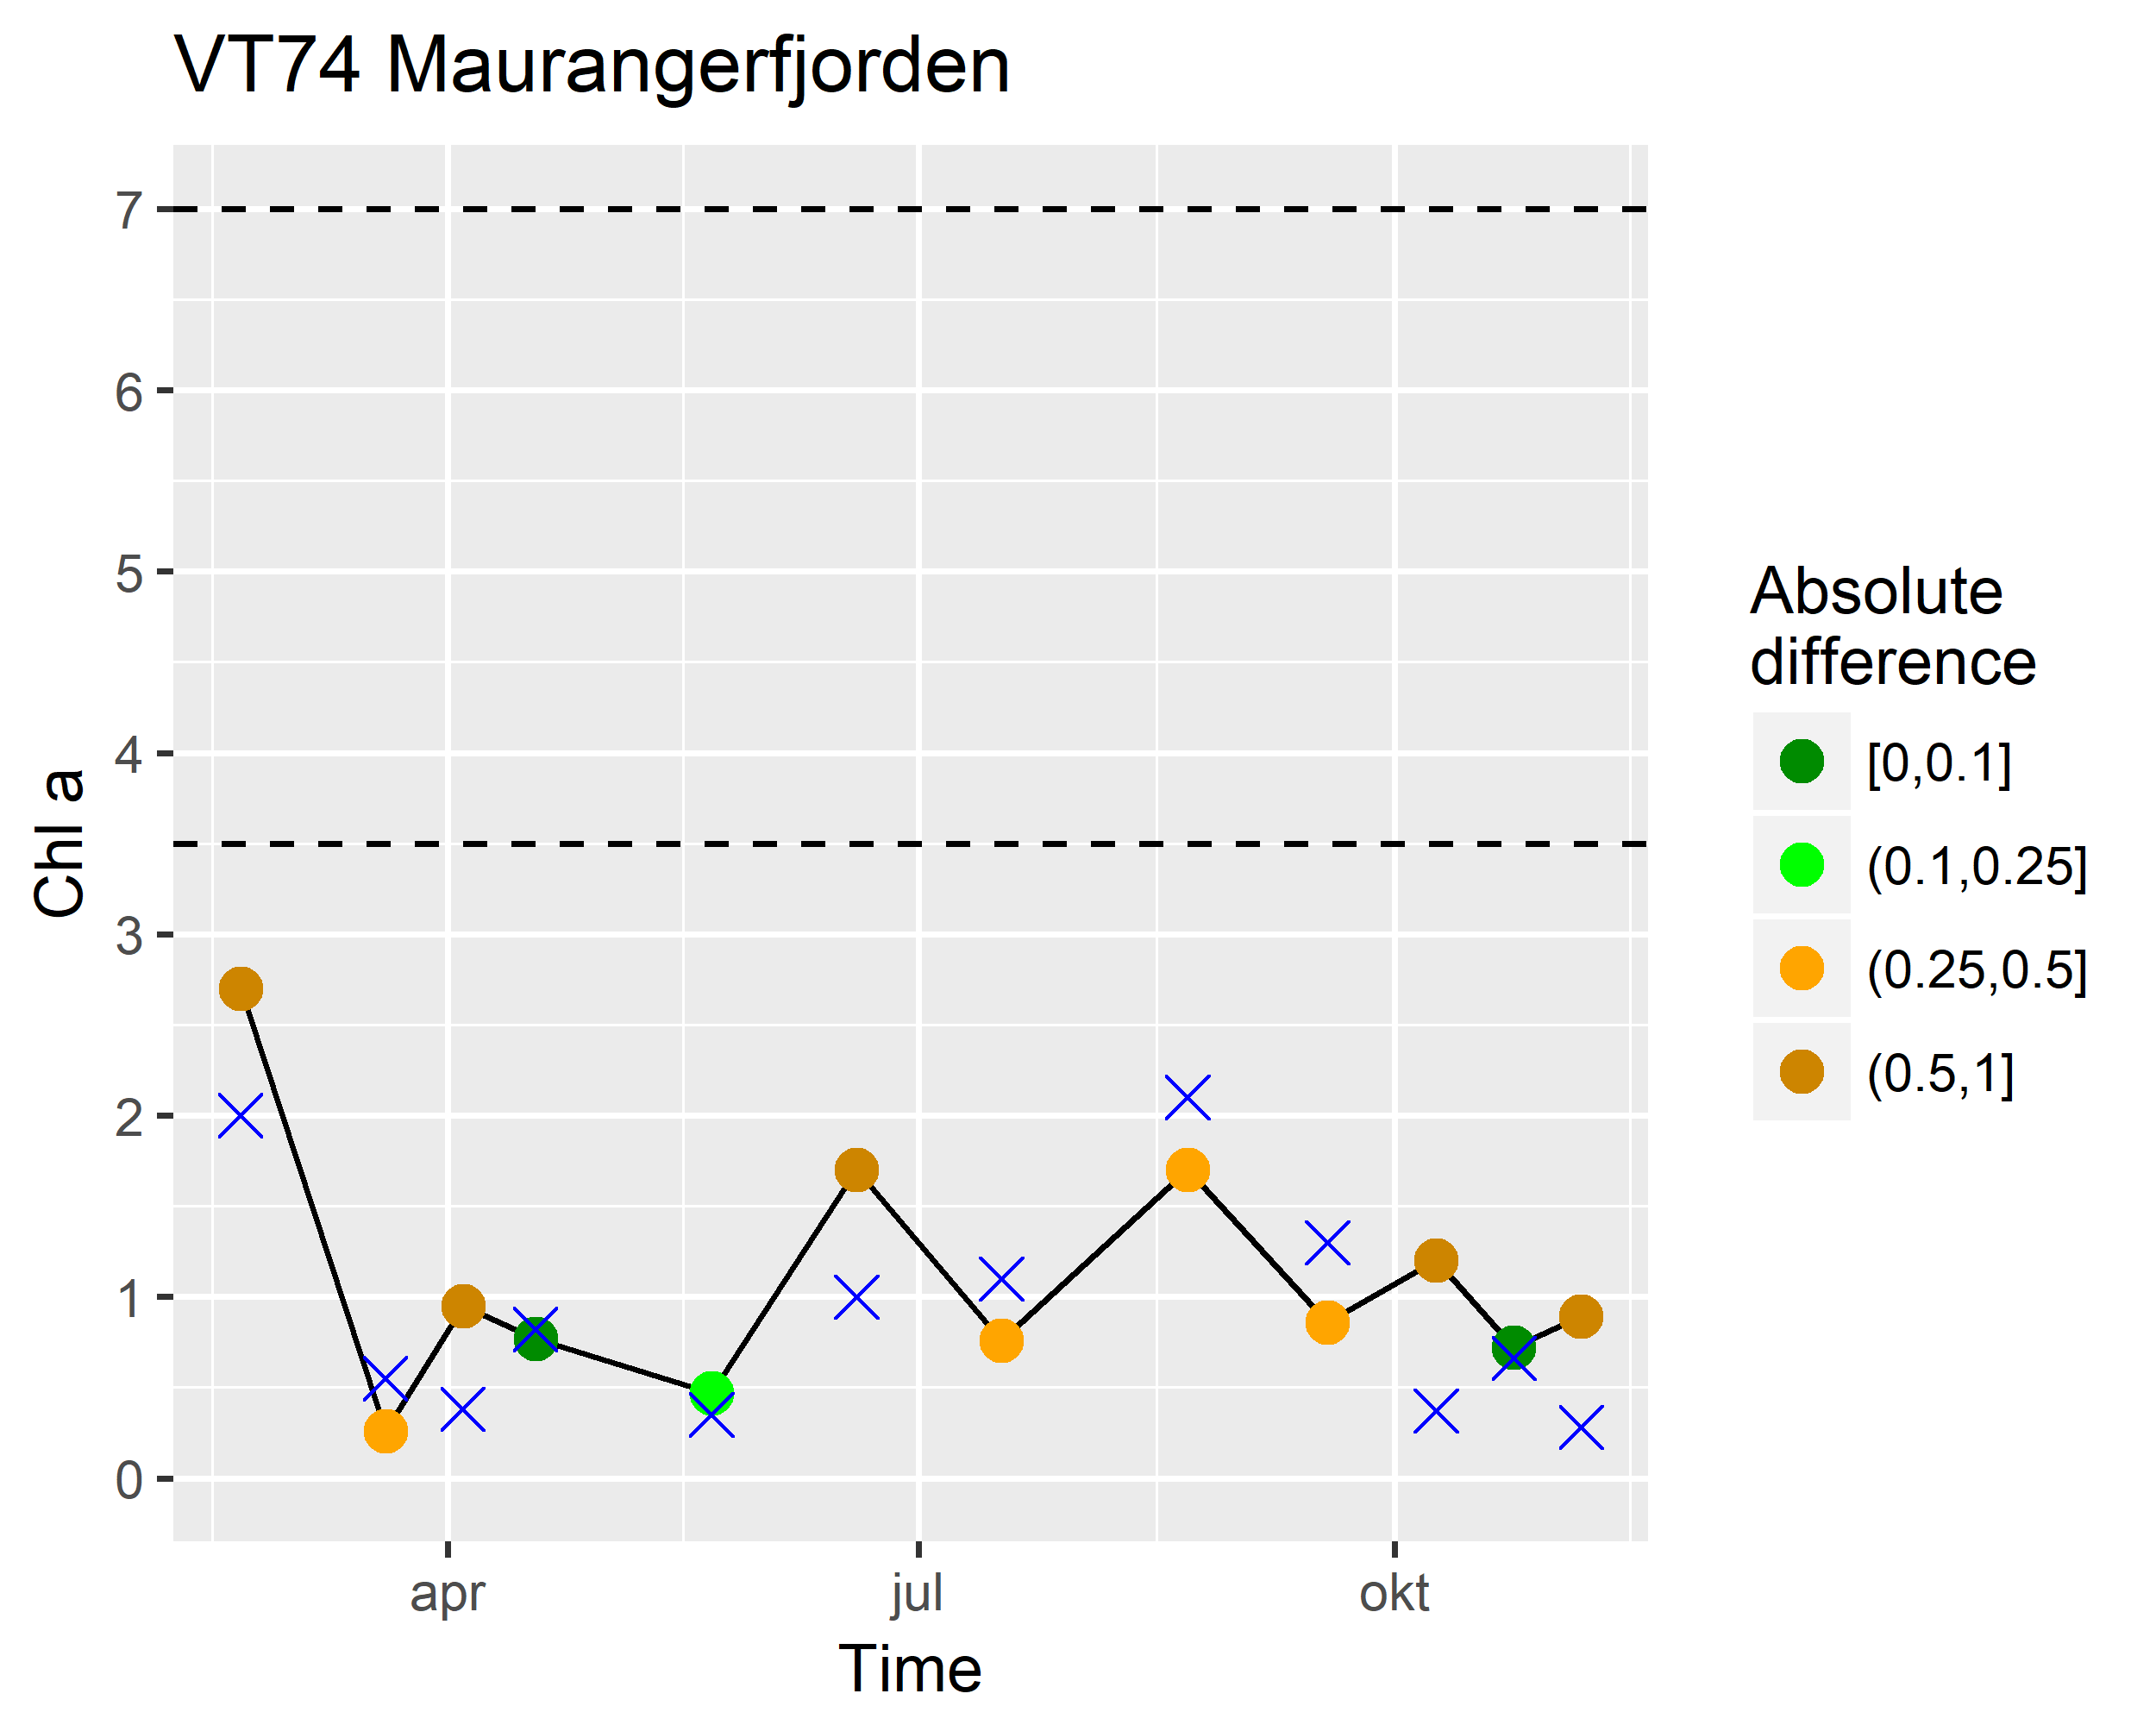 VT74 Maurangerfjorden
7
6
5
4
3
2
1
0
Chl a
apr jul okt
Time
Absolute
difference
[0,0.1]
(0.1,0.25]
(0.25,0.5]
(0.5,1]